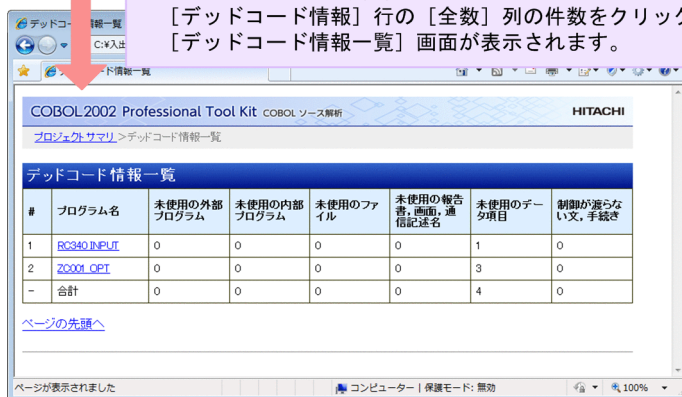 ［デッドコード情報］行の［全数］列の件数をクリック
［デッドコード情報一覧］画面が表示されます。
デッドコード情報一覧
C:¥入出
ド情報一覧
COBOL2002 Professional Tool Kit COBOL ソース解析
HITACHI
プロジェクトサマリ >デッドコード情報一覧
デッドコード情報一覧
# プログラム名 未使用の外部プログラム 未使用の内部プログラム 未使用のファイル 未使用の報告書, 画面, 通信記述名 未使用のデータ項目 制御が渡らない文, 手続き
1 RC340 INPUT 0 0 0 0 1 0
2 ZC001 OPT 0 0 0 0 3 0
- 合計 0 0 0 0 4 0
ページの先頭へ
ページが表示されました
コンピューター | 保護モード: 無効
100%